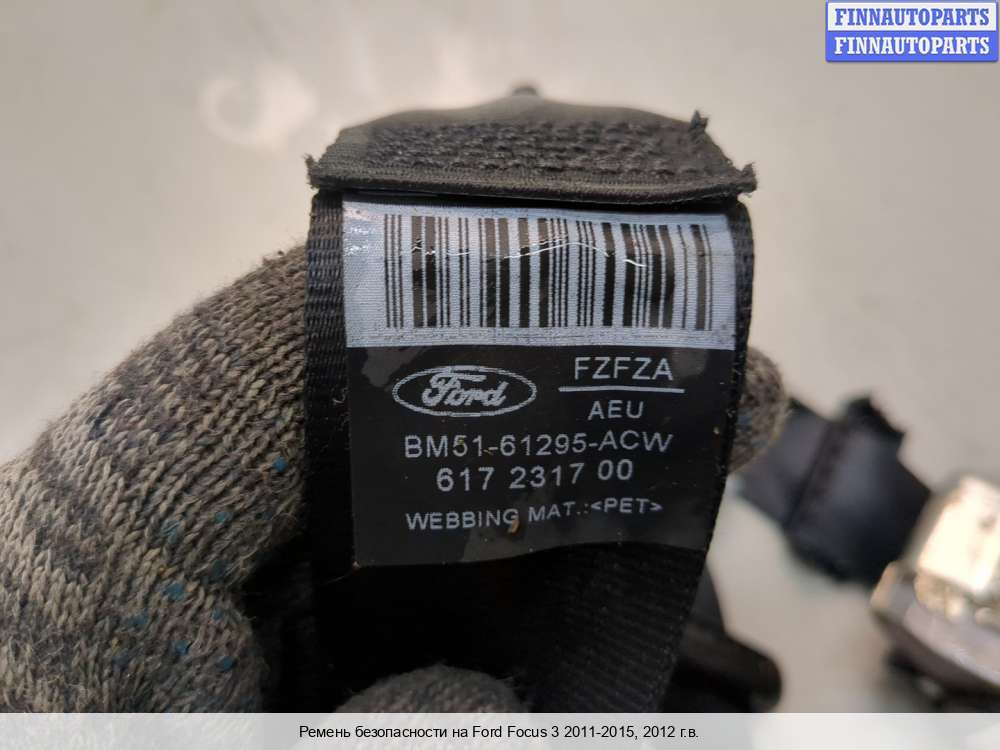 FINNAUTOPARTS
FINNAUTOPARTS
Ford
FZFZA
AEU
BM51-61295-ACW
617 2317 00
WEBBING MAT.:<PET>
Ремень безопасности на Ford Focus 3 2011-2015, 2012 г.в.